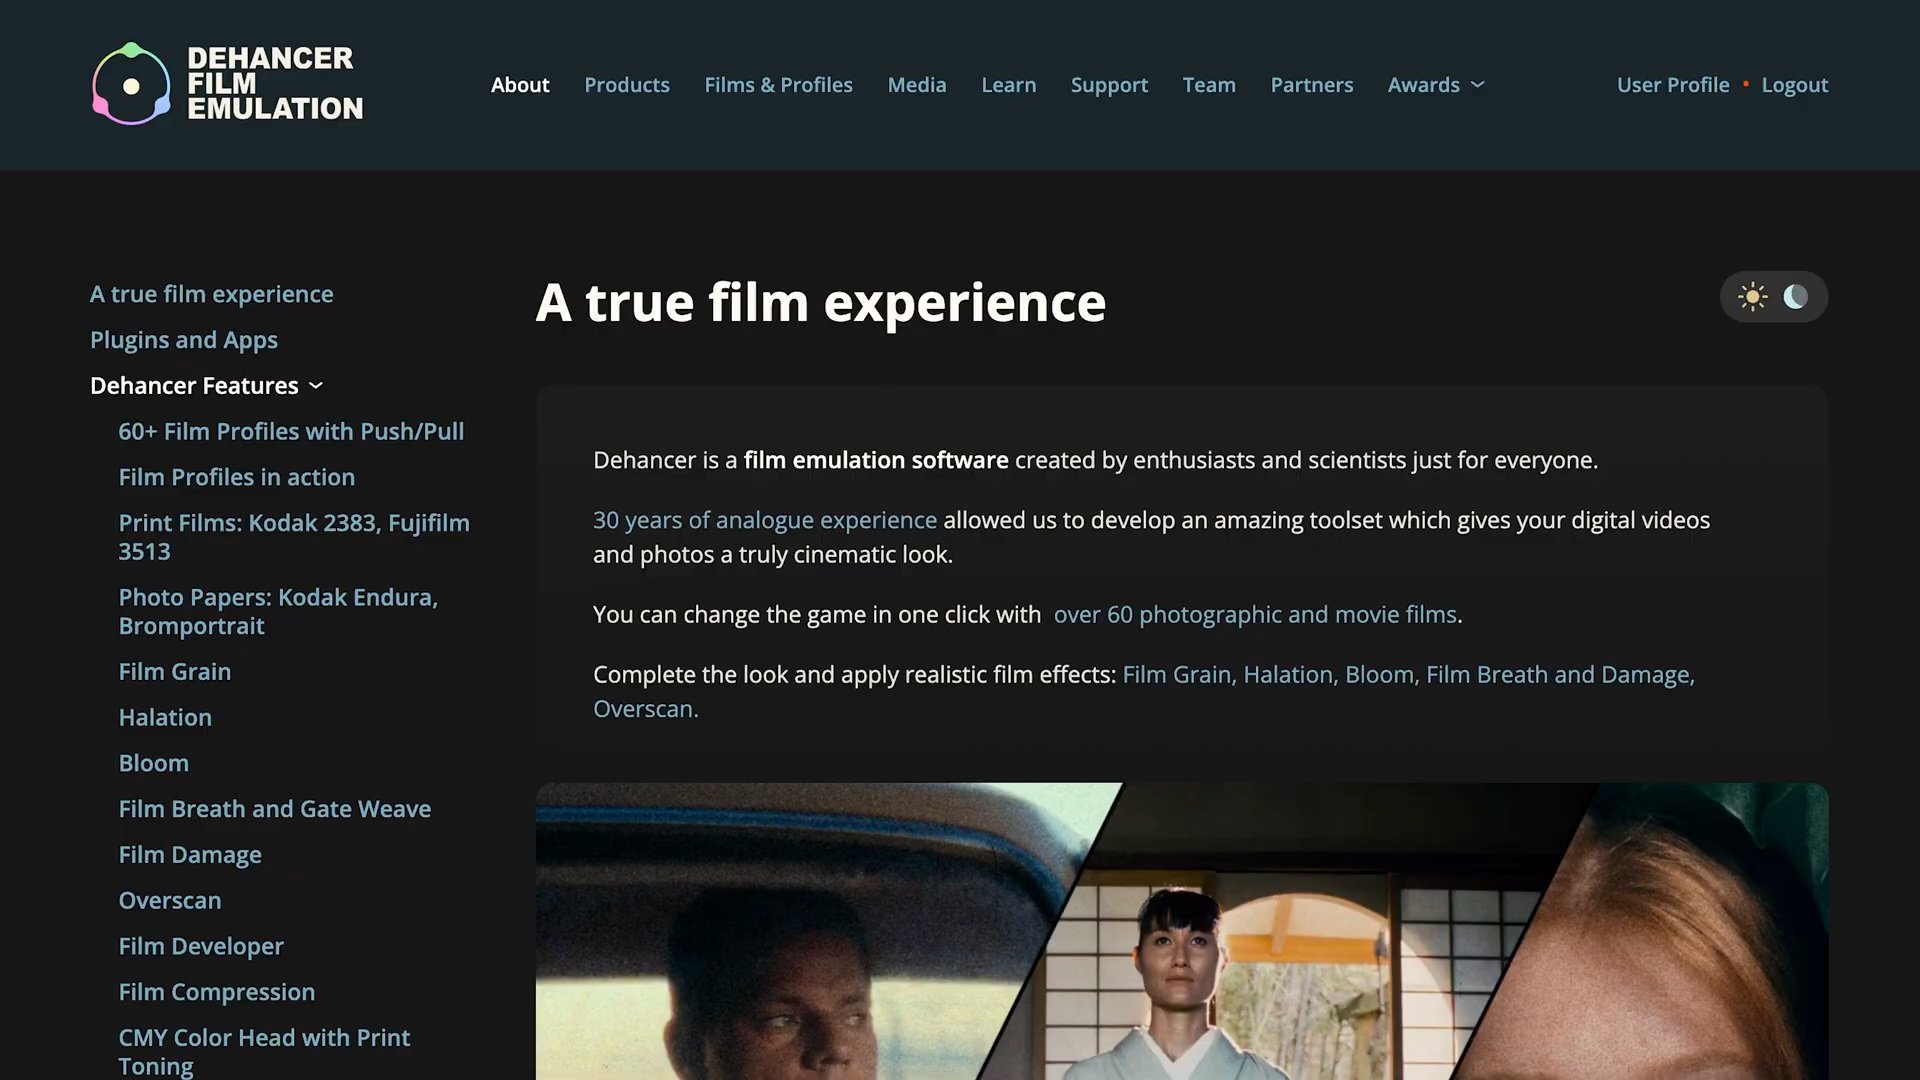 DEHANCER
FILM
EMULATION
About
Products
Films & Profiles
Media
Learn
Support
Team
Partners
Awards
User Profile • Logout
A true film experience
Plugins and Apps
Dehancer Features
60+ Film Profiles with Push/Pull
Film Profiles in action
Print Films: Kodak 2383, Fujifilm
3513
Photo Papers: Kodak Endura,
Bromportrait
Film Grain
Halation
Bloom
Film Breath and Gate Weave
Film Damage
Overscan
Film Developer
Film Compression
CMY Color Head with Print
Toning
A true film experience
Dehancer is a film emulation software created by enthusiasts and scientists just for everyone.
30 years of analogue experience allowed us to develop an amazing toolset which gives your digital videos
and photos a truly cinematic look.
You can change the game in one click with over 60 photographic and movie films.
Complete the look and apply realistic film effects: Film Grain, Halation, Bloom, Film Breath and Damage,
Overscan.